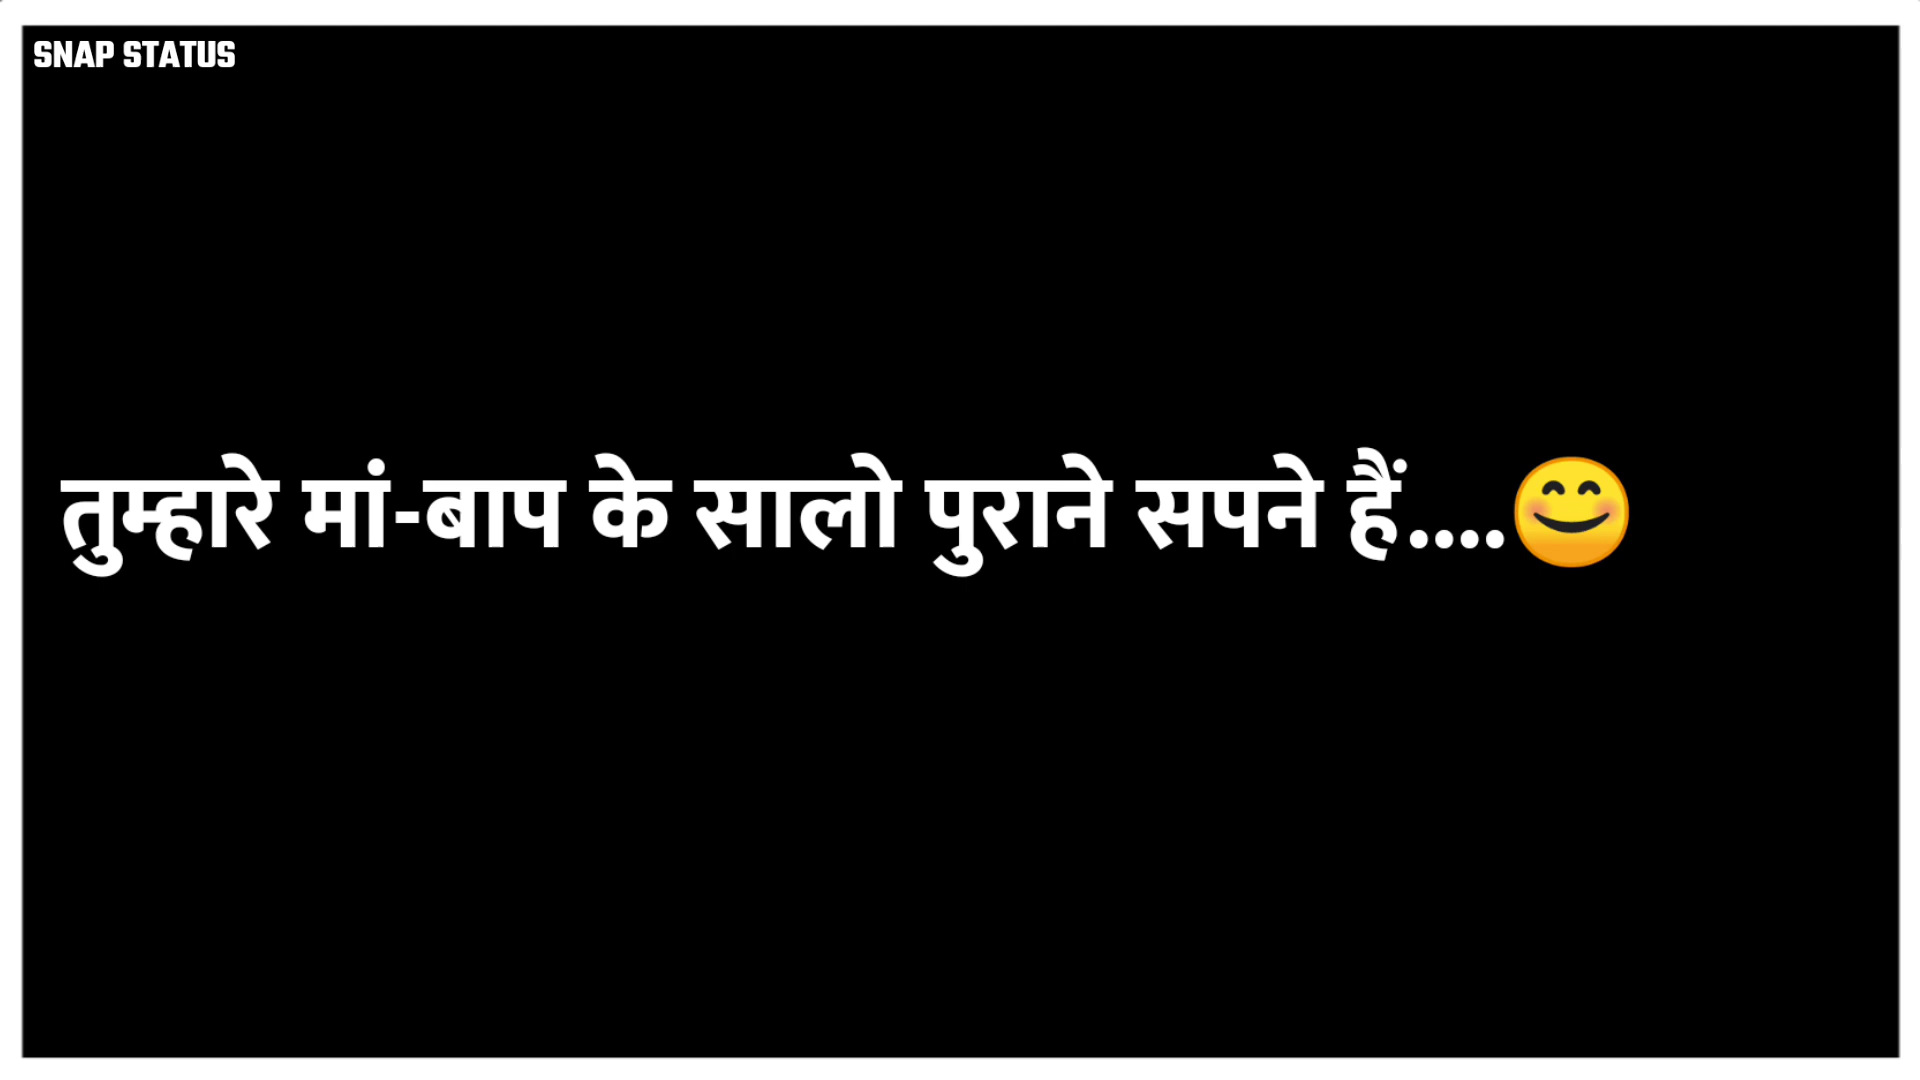 SNAP STATUS
तुम्हारे मां-बाप के सालो पुराने सपने हैं....😊